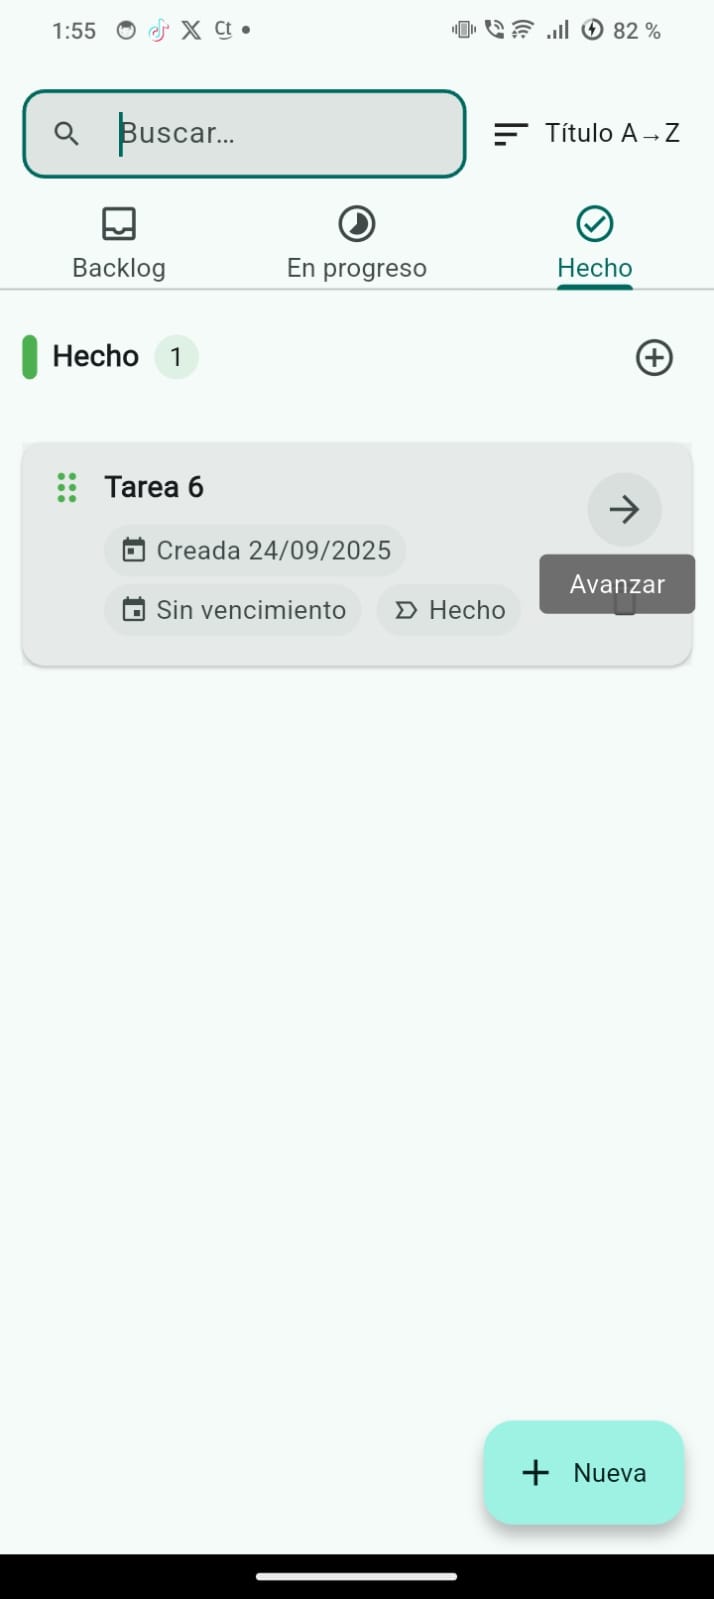 1:55 82 %
Buscar...
Título A→Z
Backlog
En progreso
Hecho
Hecho 1
Tarea 6
Creada 24/09/2025
Avanzar
Sin vencimiento
Hecho
Nueva